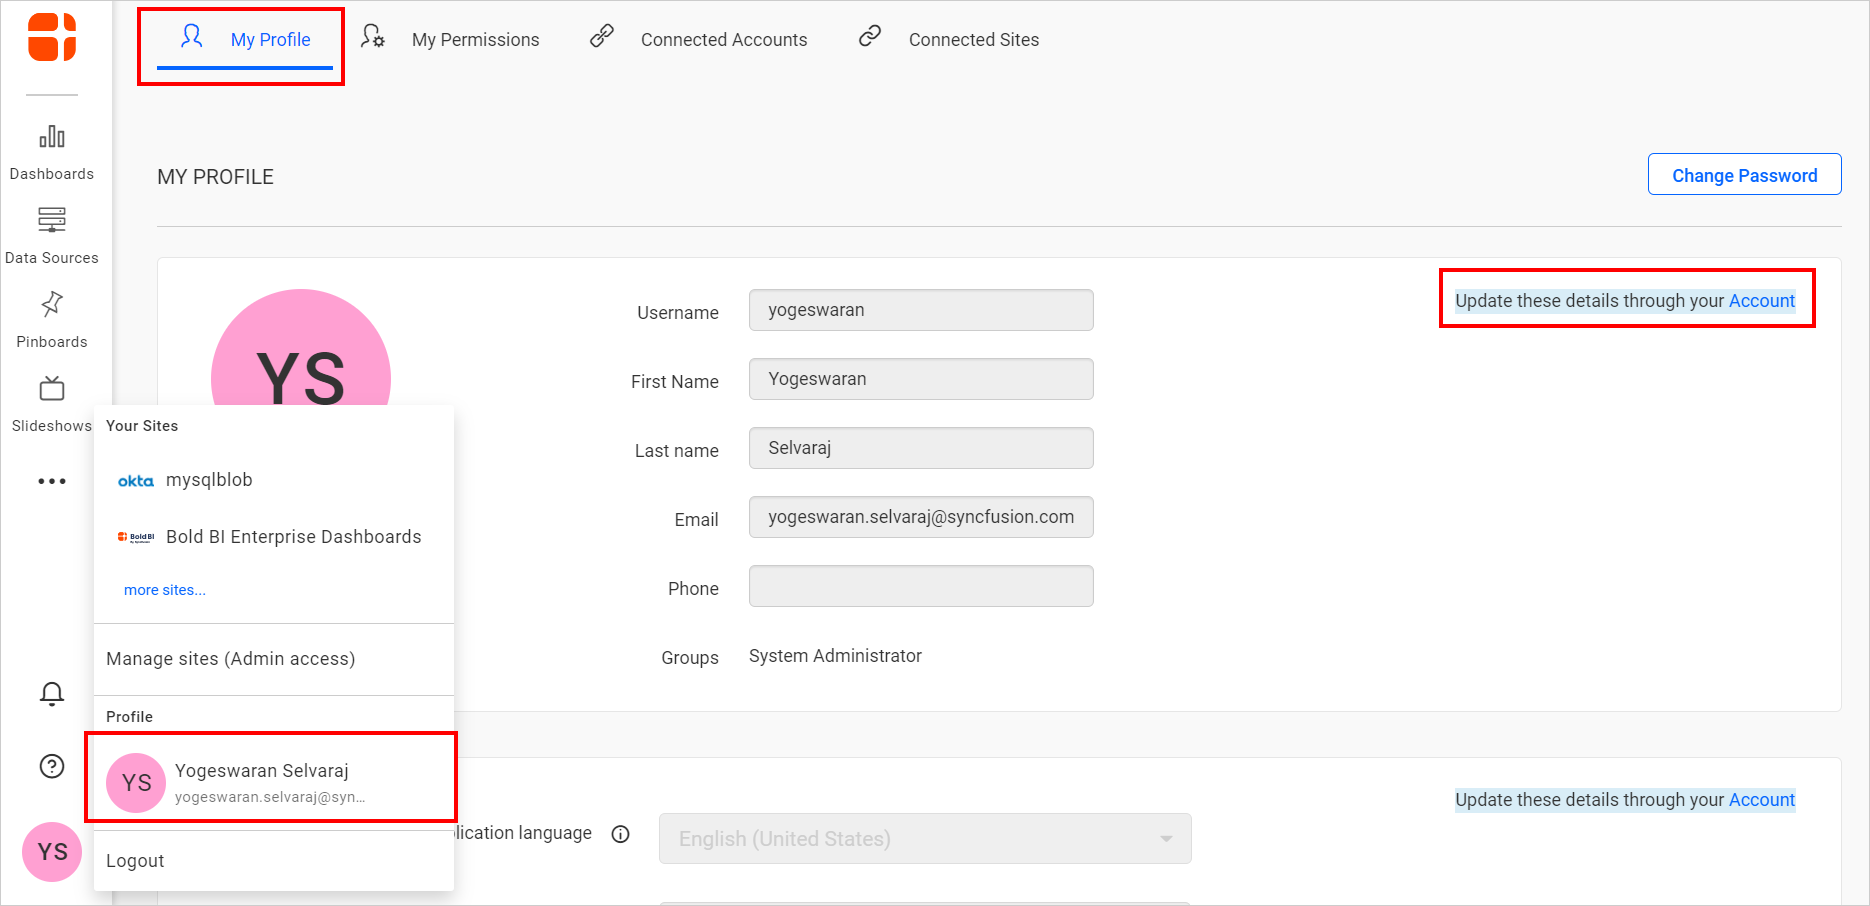 My Profile
My Permissions
Connected Accounts
Connected Sites
Dashboards
Data Sources
Pinboards
Slideshows
MY PROFILE
Change Password
YS
Username
yogeswaran
Update these details through your Account
First Name
Yogeswaran
Last name
Selvaraj
Email
yogeswaran.selvaraj@syncfusion.com
Phone
Groups
System Administrator
Your Sites
okta
mysqlblob
Bold BI
Bold BI Enterprise Dashboards
more sites...
Manage sites (Admin access)
Profile
YS
Yogeswaran Selvaraj
yogeswaran.selvaraj@syn...
Logout
YS
Update these details through your Account
lication language
English (United States)